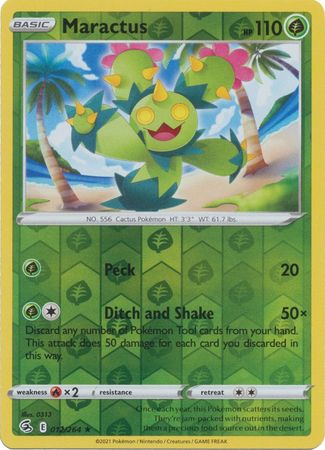 BASIC
Maractus HP 110
NO. 556 Cactus Pokémon HT: 3'3" WT: 61.7 lbs.
Peck 20
Ditch and Shake 50×
Discard any number of Pokémon Tool cards from your hand.
This attack does 50 damage for each card you discarded in
this way.
weakness ×2 resistance retreat
Illus. 0313
E 012/264 ★
Once each year, this Pokémon scatters its seeds.
They're jam-packed with nutrients, making
them a precious food source out in the desert.
©2021 Pokémon / Nintendo / Creatures / GAME FREAK